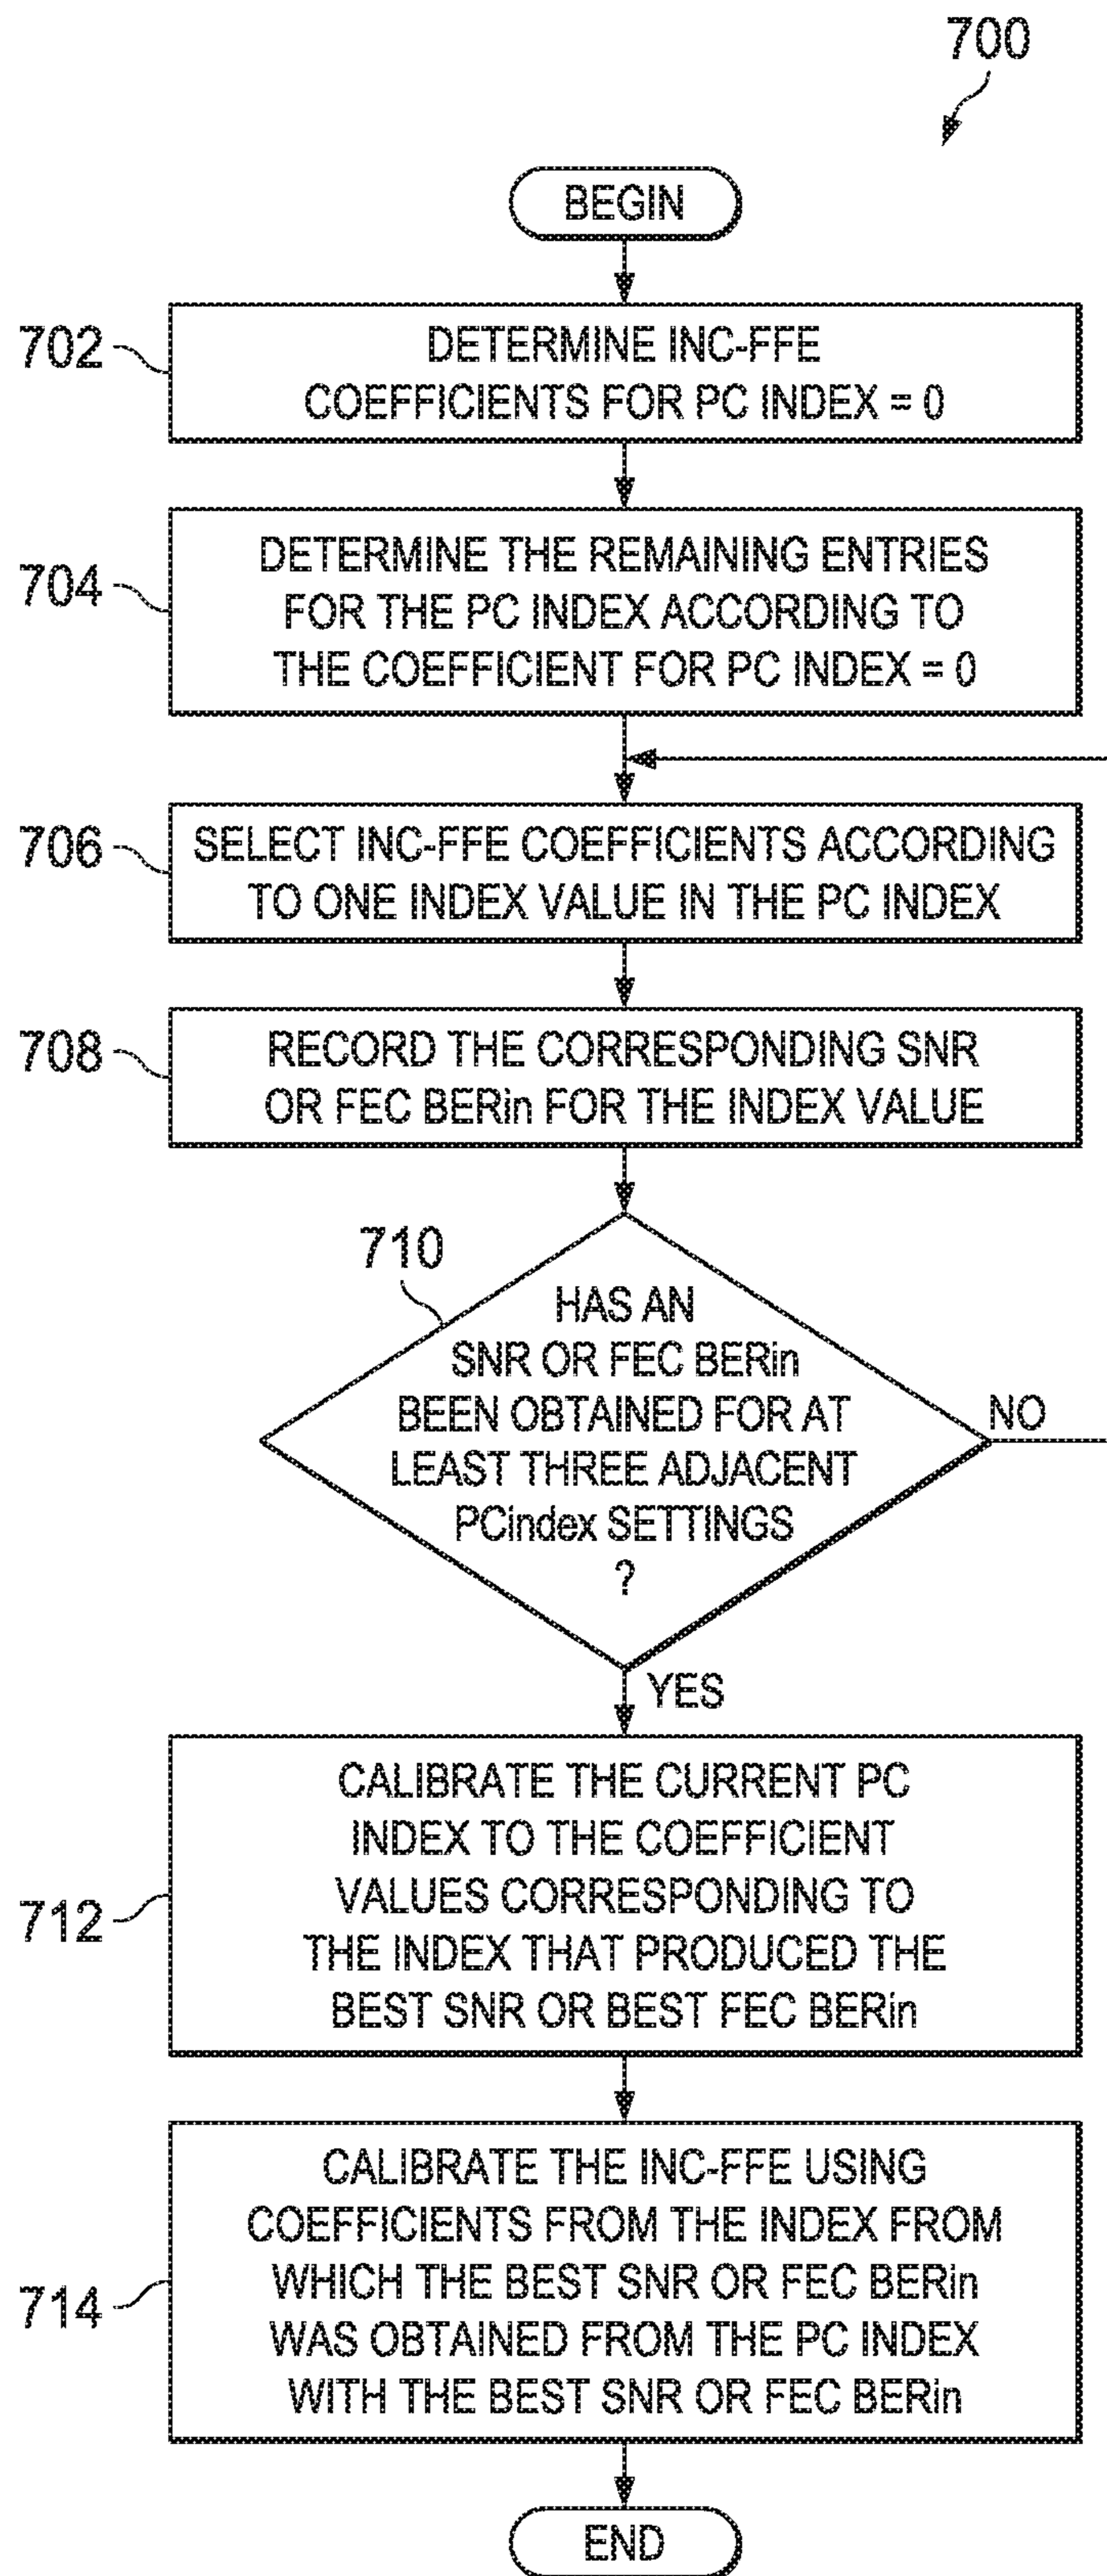 700
BEGIN
702
DETERMINE INC-FFE
COEFFICIENTS FOR PC INDEX = 0
704
DETERMINE THE REMAINING ENTRIES
FOR THE PC INDEX ACCORDING TO
THE COEFFICIENT FOR PC INDEX = 0
706
SELECT INC-FFE COEFFICIENTS ACCORDING
TO ONE INDEX VALUE IN THE PC INDEX
708
RECORD THE CORRESPONDING SNR
OR FEC BERin FOR THE INDEX VALUE
710
HAS AN
SNR OR FEC BERin
BEEN OBTAINED FOR AT
LEAST THREE ADJACENT
PCindex SETTINGS
?
NO
YES
712
CALIBRATE THE CURRENT PC
INDEX TO THE COEFFICIENT
VALUES CORRESPONDING TO
THE INDEX THAT PRODUCED THE
BEST SNR OR BEST FEC BERin
714
CALIBRATE THE INC-FFE USING
COEFFICIENTS FROM THE INDEX FROM
WHICH THE BEST SNR OR FEC BERin
WAS OBTAINED FROM THE PC INDEX
WITH THE BEST SNR OR FEC BERin
END